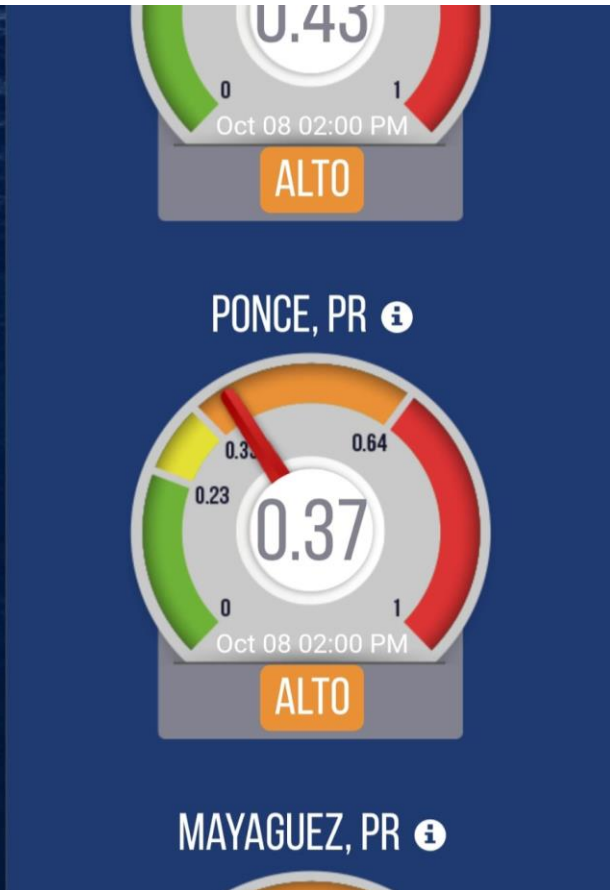 0.43
0 1
Oct 08 02:00 PM
ALTO
PONCE, PR
0.64
0.23
0.37
0 1
Oct 08 02:00 PM
ALTO
MAYAGUEZ, PR